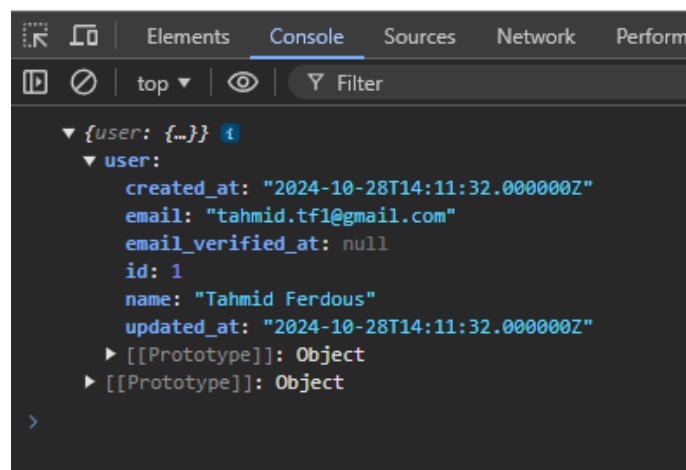 Elements Console Sources Network Perform
top ▼ Filter
▼ {user: {…}} i
▼ user:
created_at: "2024-10-28T14:11:32.000000Z"
email: "tahmid.tf1@gmail.com"
email_verified_at: null
id: 1
name: "Tahmid Ferdous"
updated_at: "2024-10-28T14:11:32.000000Z"
▶ [[Prototype]]: Object
▶ [[Prototype]]: Object
>